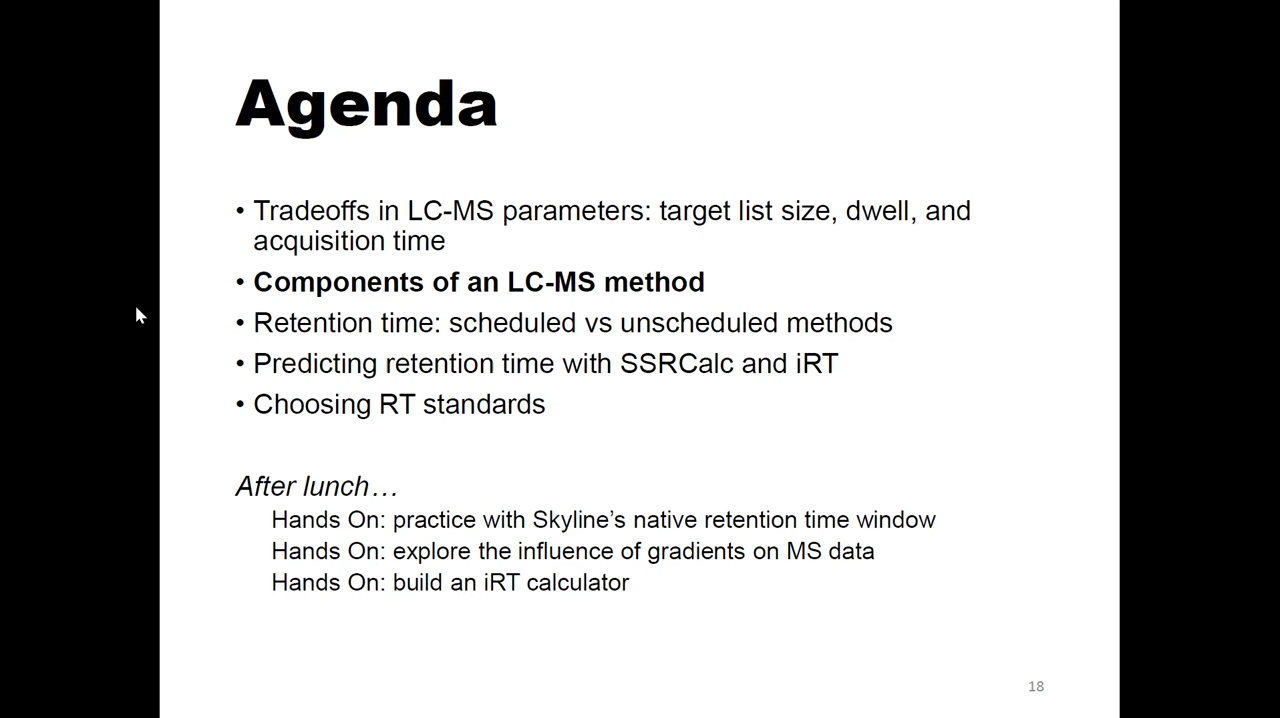 Agenda
• Tradeoffs in LC-MS parameters: target list size, dwell, and
acquisition time
• Components of an LC-MS method
• Retention time: scheduled vs unscheduled methods
• Predicting retention time with SSRCalc and iRT
• Choosing RT standards
After lunch…
Hands On: practice with Skyline’s native retention time window
Hands On: explore the influence of gradients on MS data
Hands On: build an iRT calculator
18